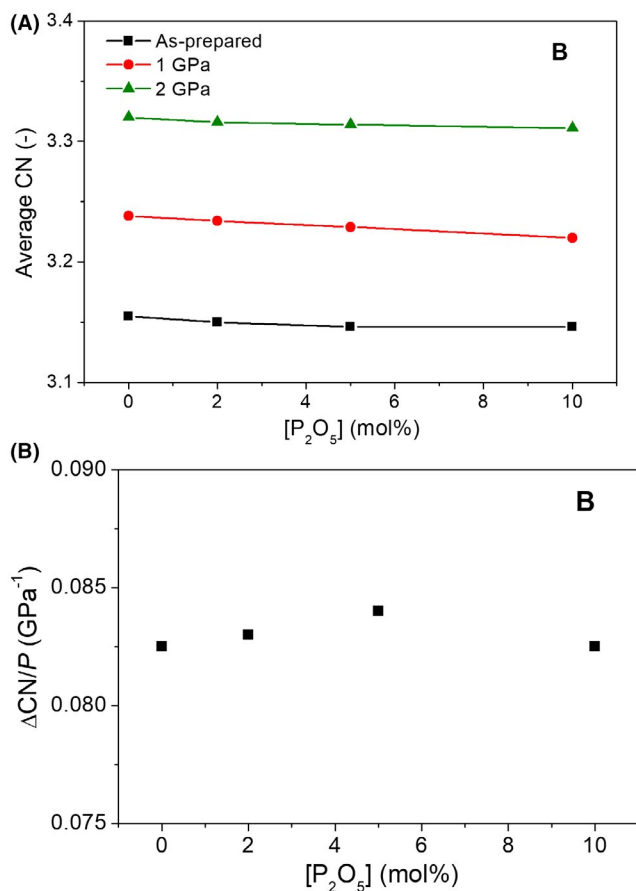 (A)
3.4
3.3
3.2
3.1
Average CN (-)
As-prepared
1 GPa
2 GPa
B
0 2 4 6 8 10
[P₂O₅] (mol%)
(B)
0.090
0.085
0.080
0.075
ΔCN/P (GPa⁻¹)
B
0 2 4 6 8 10
[P₂O₅] (mol%)